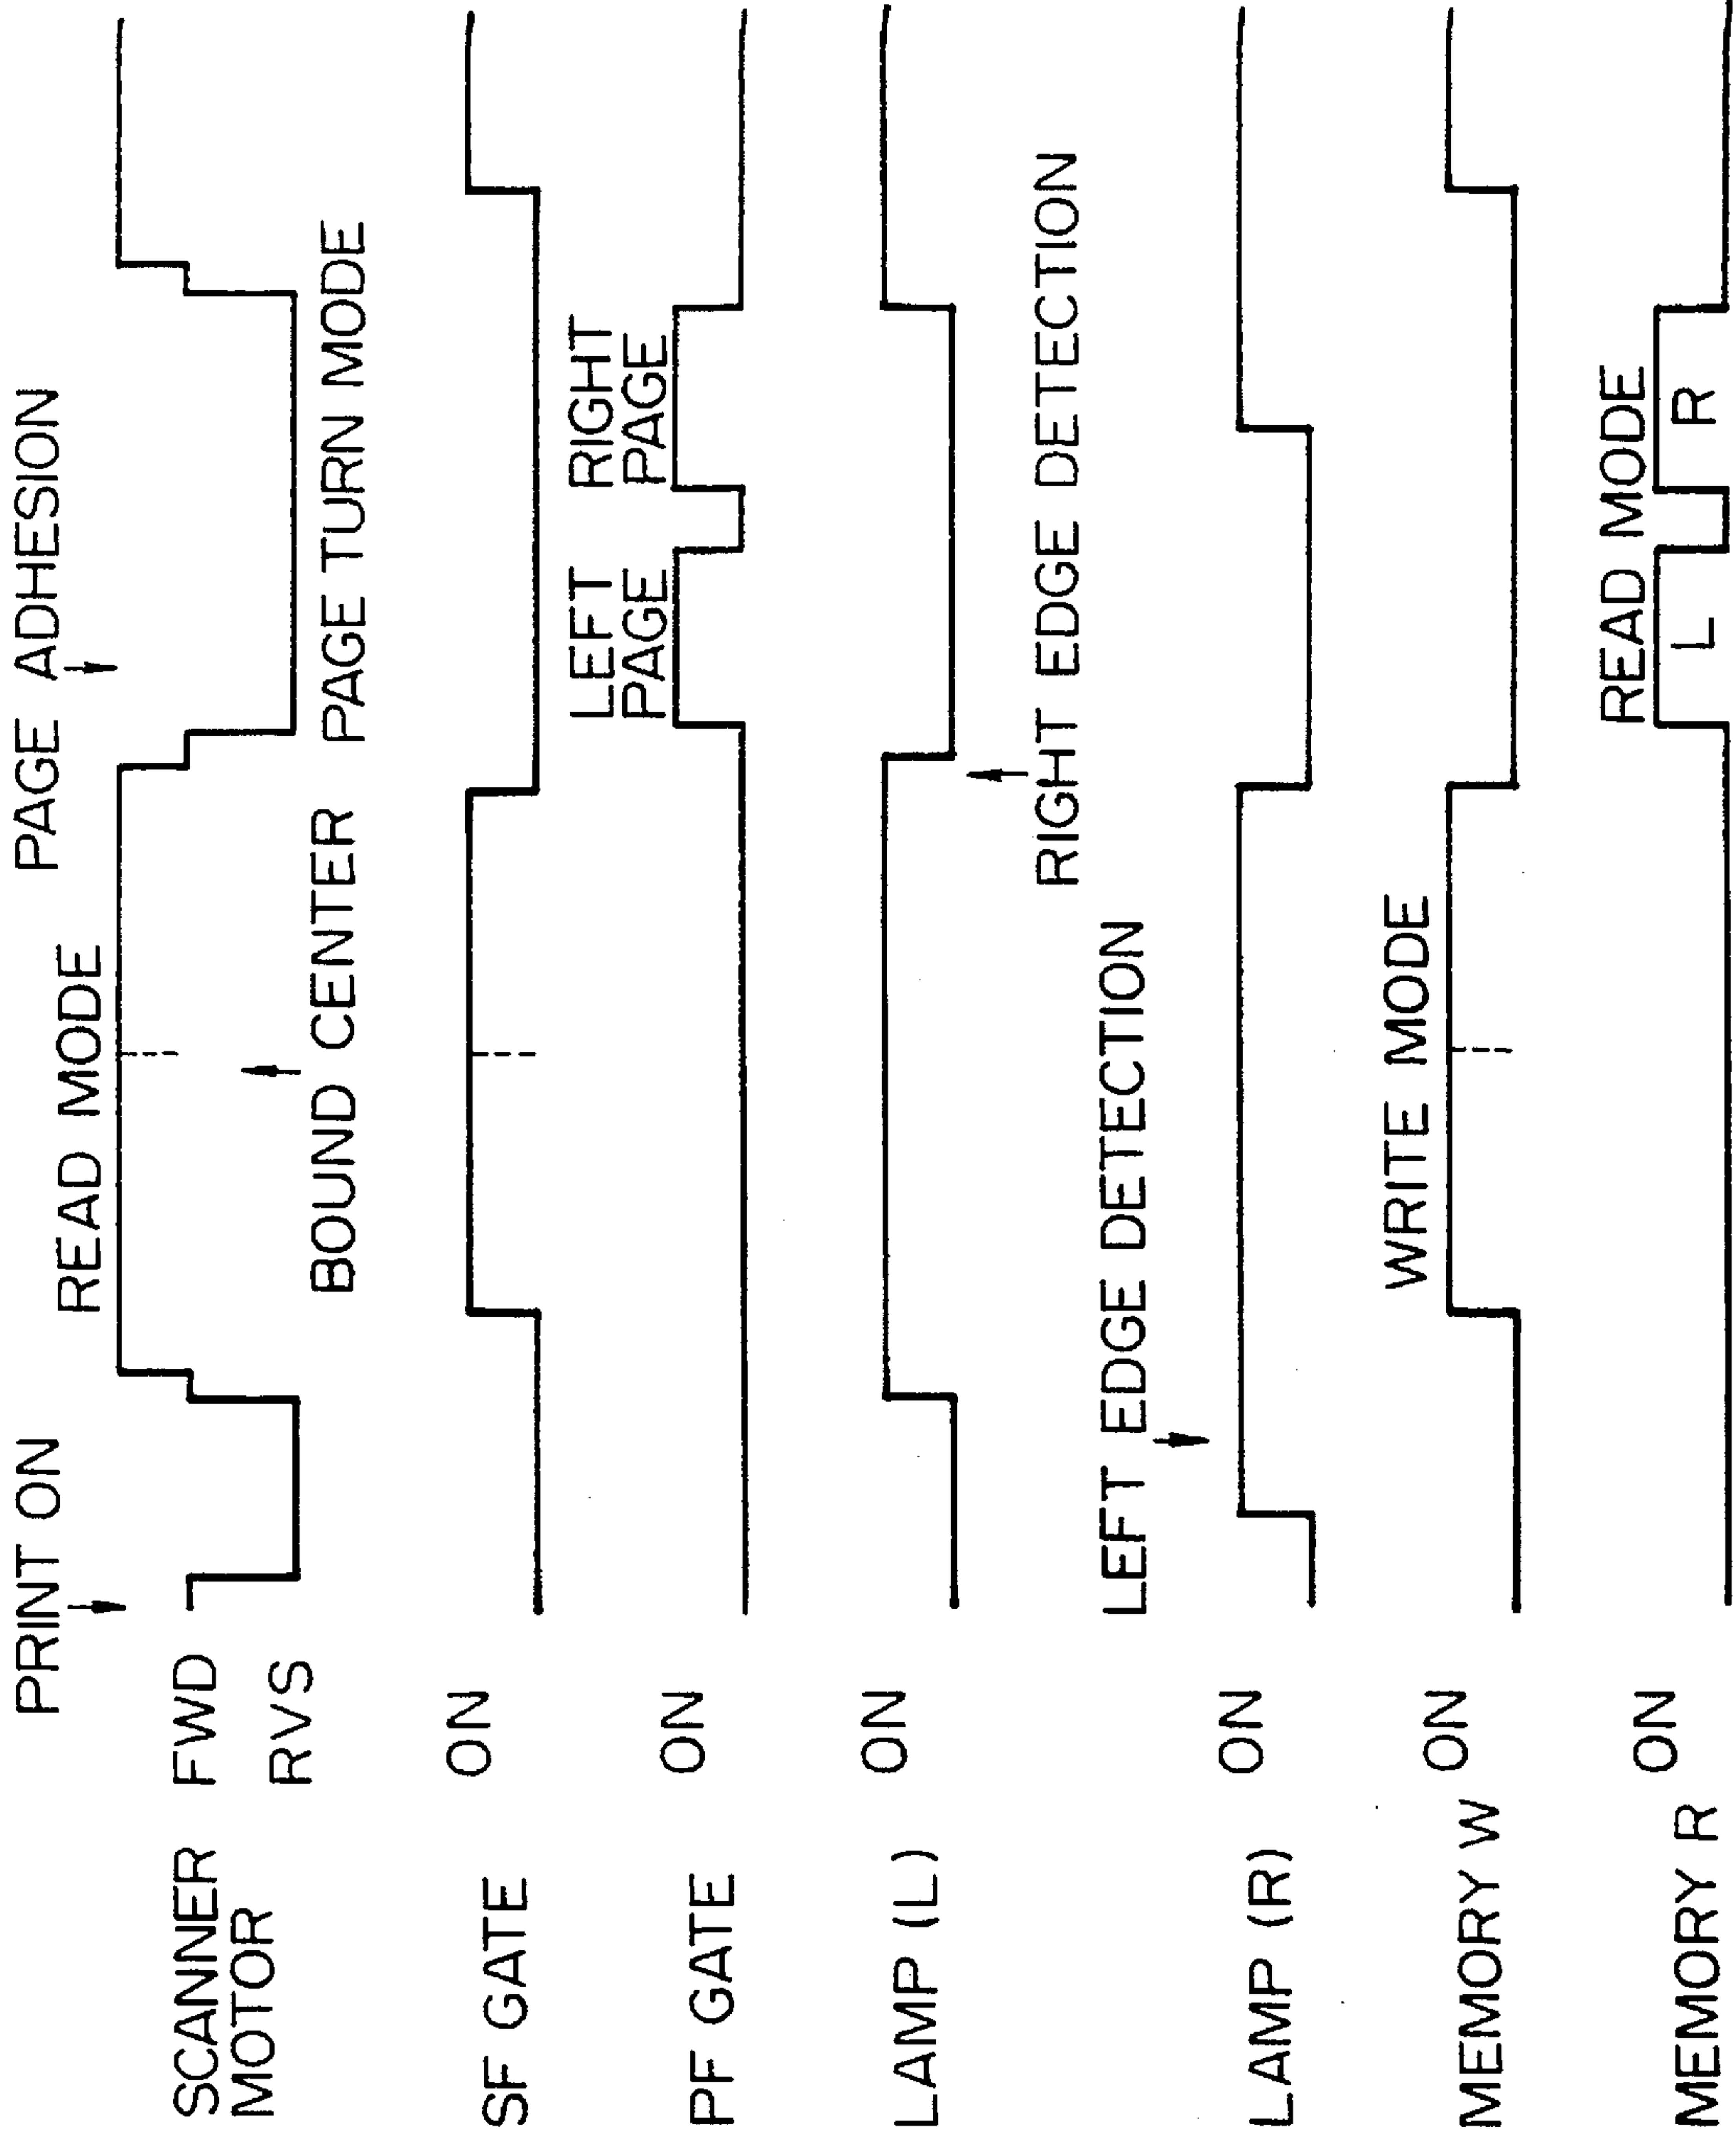 PRINT ON
READ MODE
PAGE ADHESION
SCANNER FWD
MOTOR RVS
BOUND CENTER
PAGE TURN MODE
SF GATE ON
LEFT PAGE
RIGHT PAGE
PF GATE ON
LAMP (L) ON
RIGHT EDGE DETECTION
LEFT EDGE DETECTION
LAMP (R) ON
WRITE MODE
MEMORY W ON
READ MODE
L R
MEMORY R ON